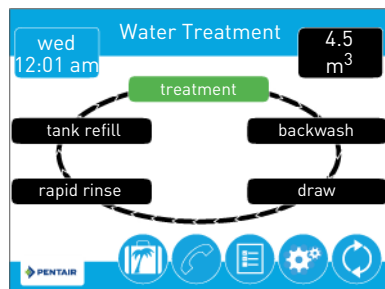 wed
12:01 am
Water Treatment
4.5
m³
treatment
tank refill
backwash
rapid rinse
draw
PENTAIR